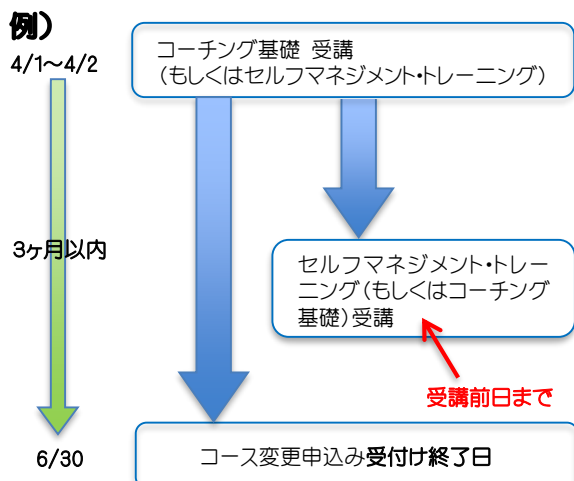 例）
4/1～4/2
コーチング基礎 受講
（もしくはセルフマネジメント・トレーニング）
3ヶ月以内
セルフマネジメント・トレー
ニング（もしくはコーチング
基礎）受講
受講前日まで
6/30
コース変更申込み受付け終了日